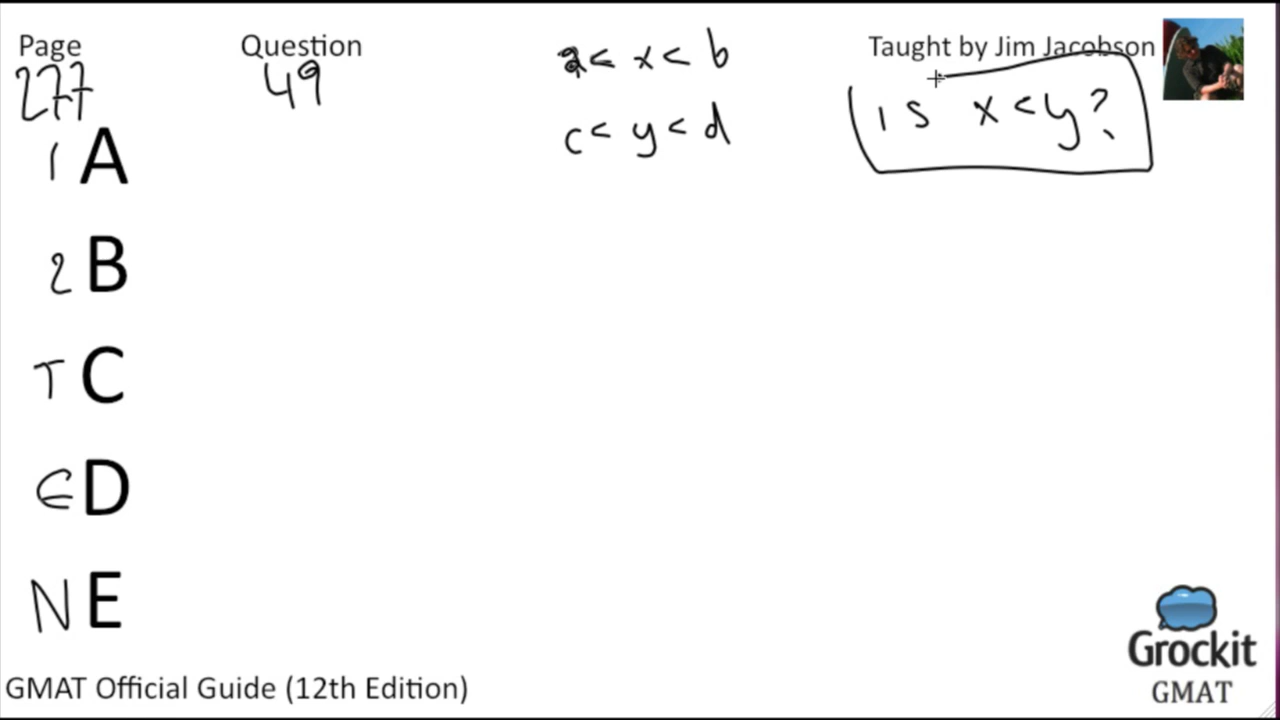 Page Question a < x < b Taught by Jim Jacobson
277 49 c < y < d is x < y?
1 A
2 B
T C
E D
N E
Grockit
GMAT Official Guide (12th Edition) GMAT